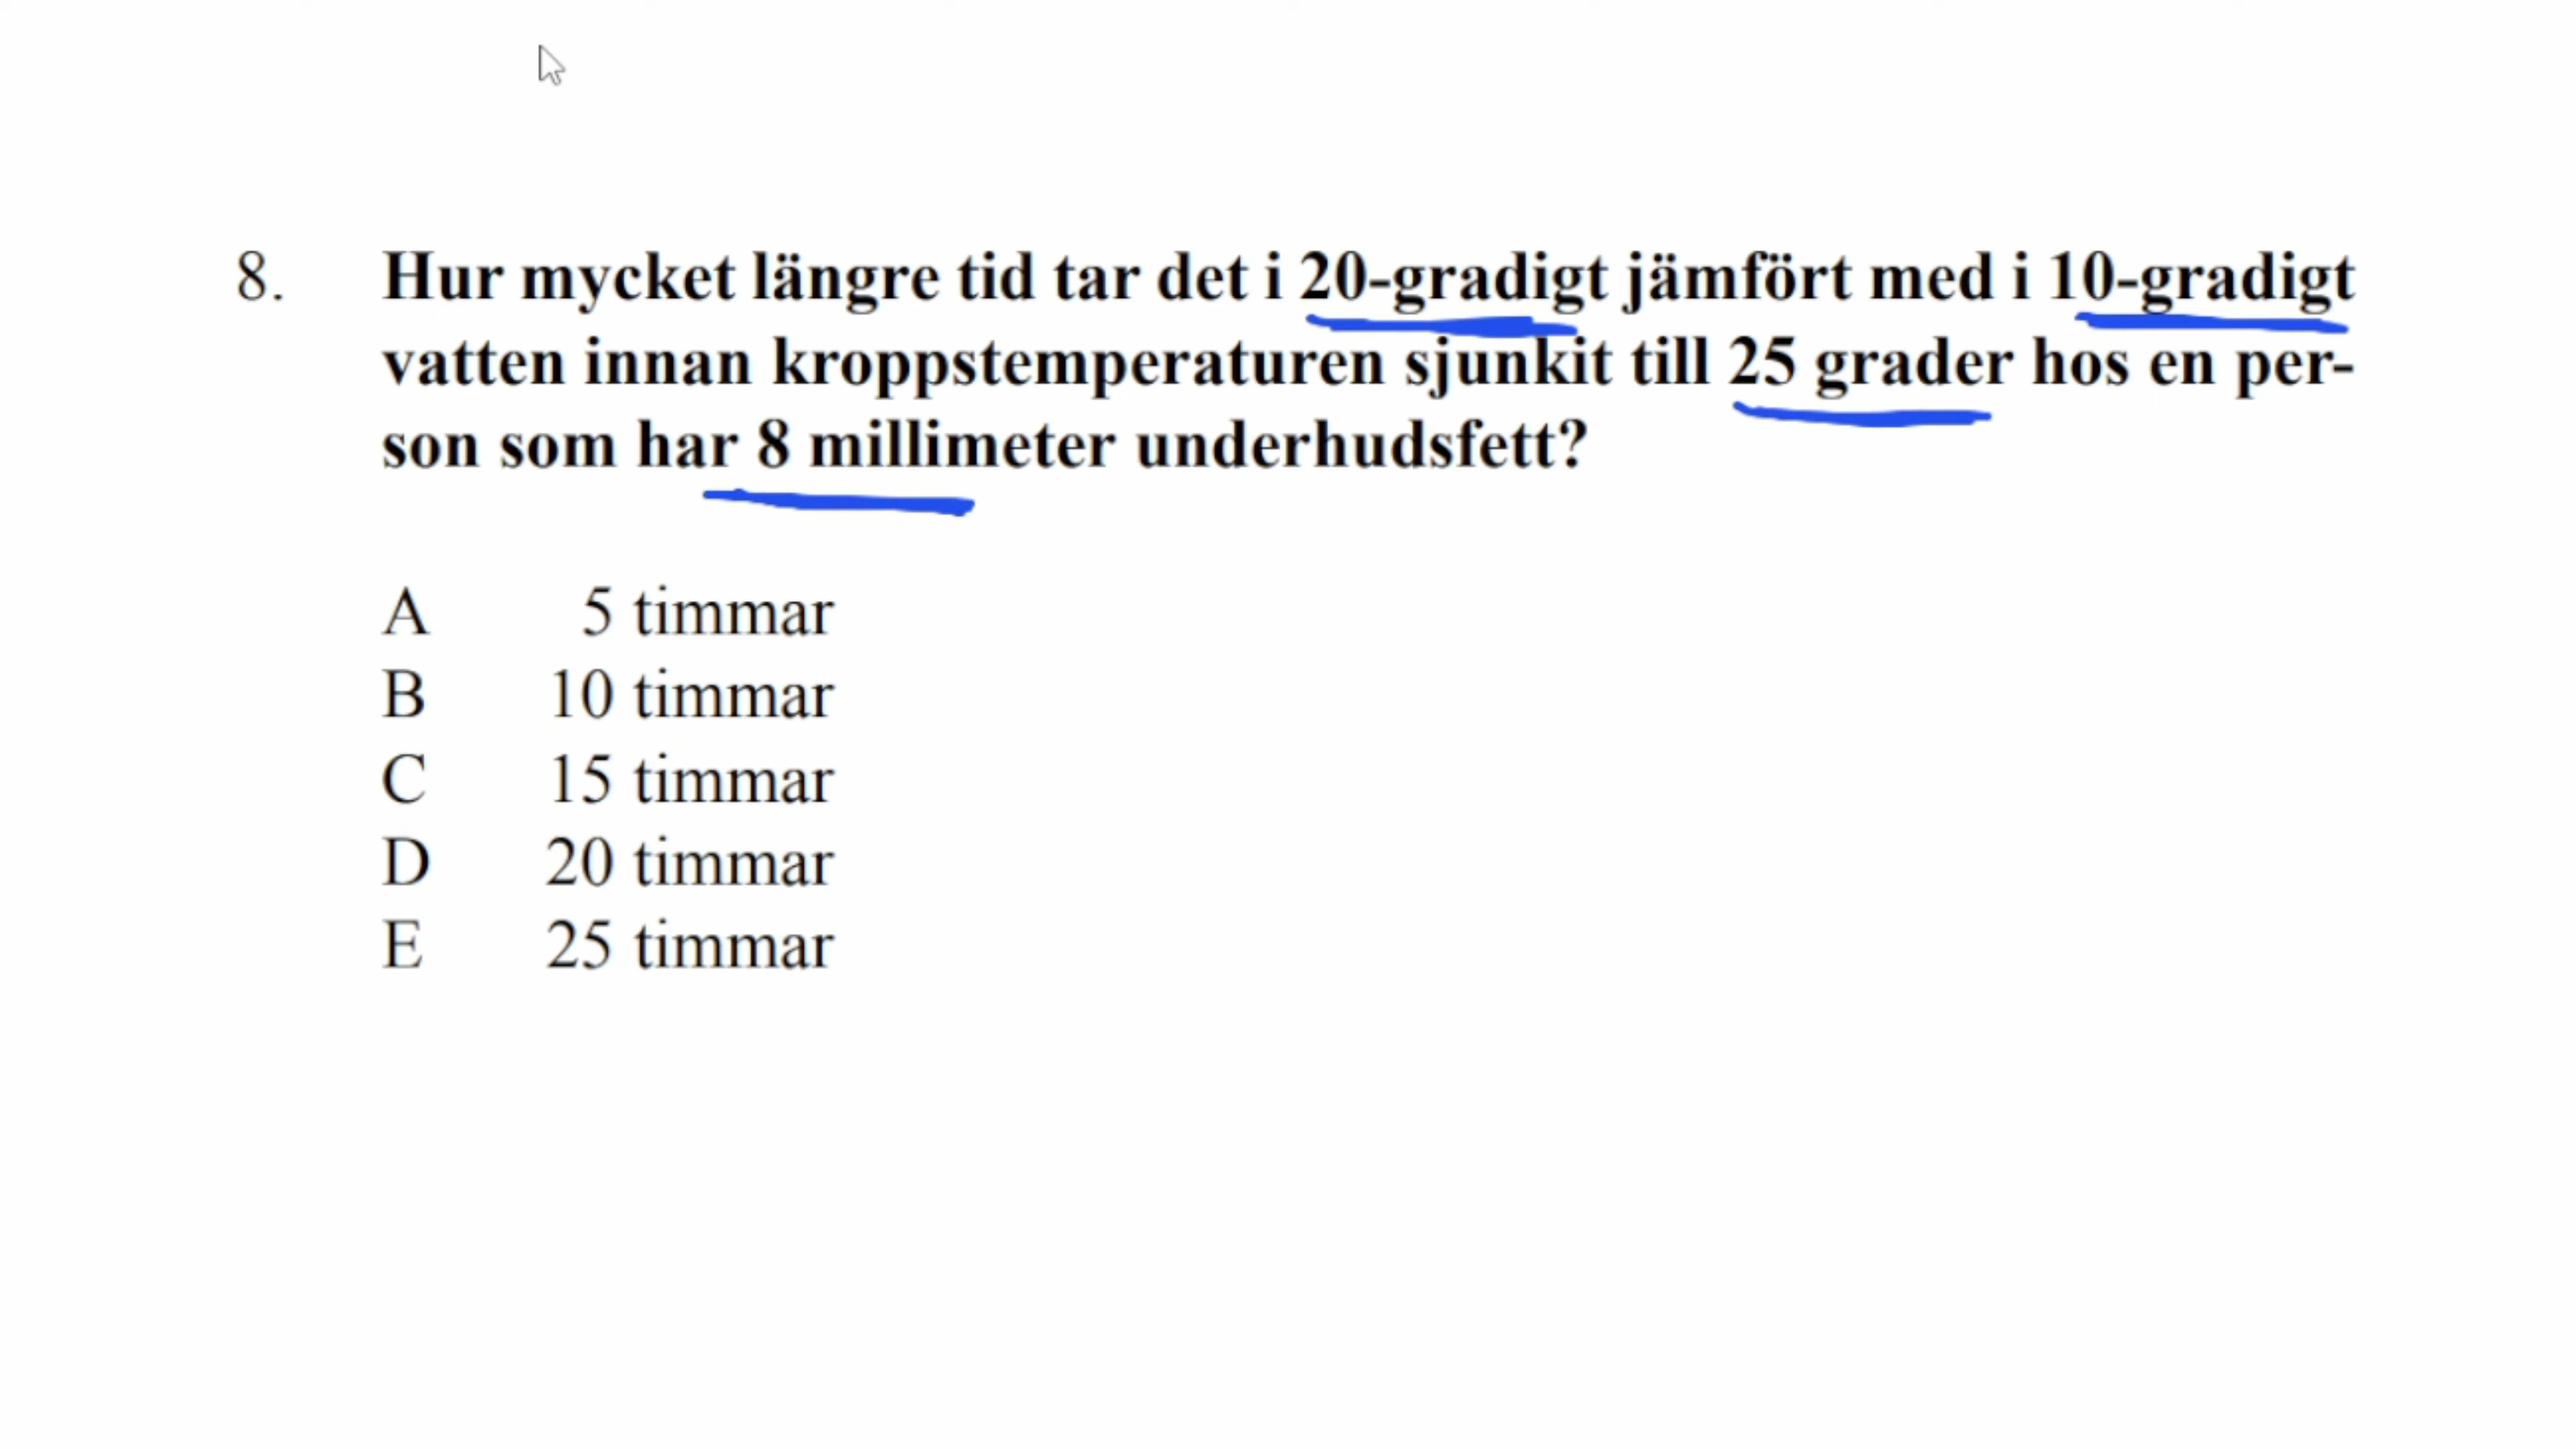 8. Hur mycket längre tid tar det i 20-gradigt jämfört med i 10-gradigt
vatten innan kroppstemperaturen sjunkit till 25 grader hos en per-
son som har 8 millimeter underhudsfett?
A 5 timmar
B 10 timmar
C 15 timmar
D 20 timmar
E 25 timmar